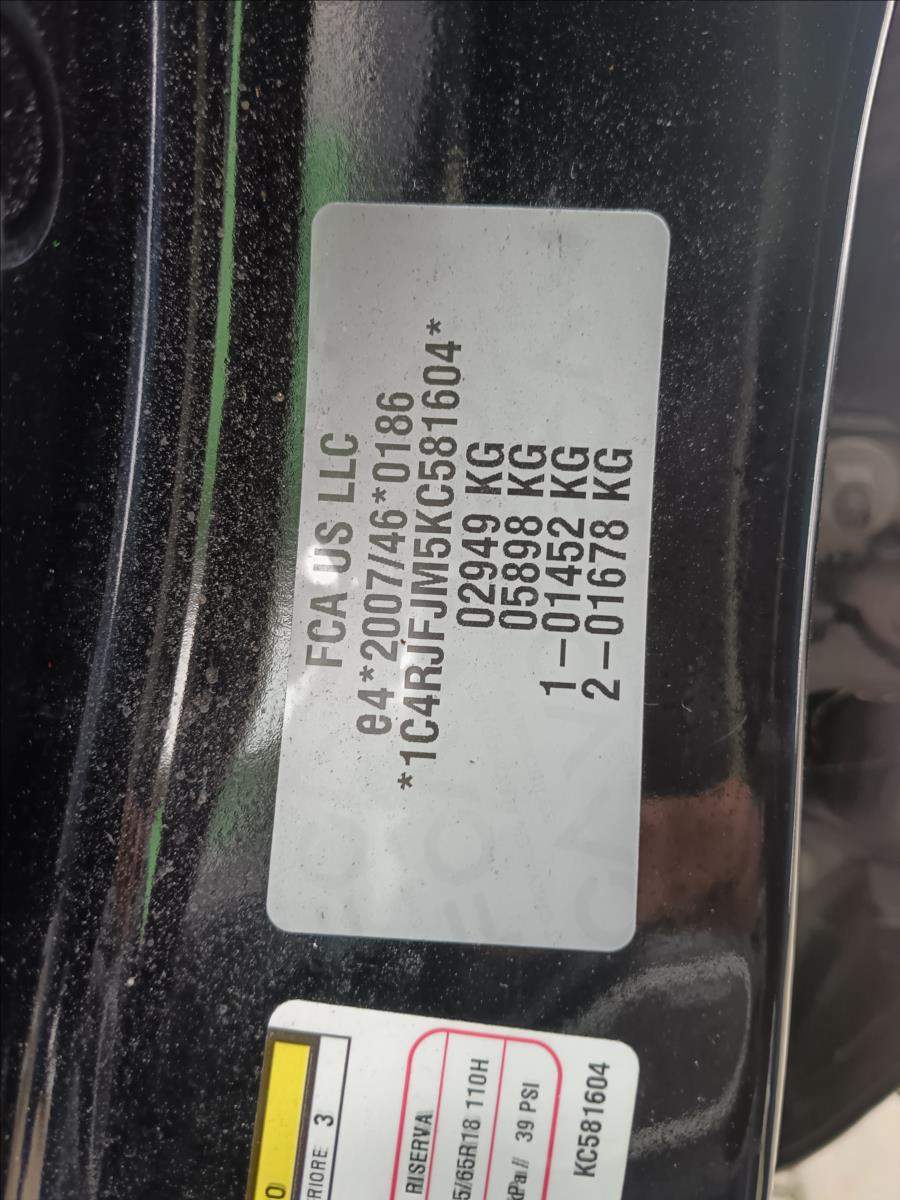 FCA US LLC
e4*2007/46*0186
*1C4RJFJM5KC581604*
02949 KG
05898 KG
1-01452 KG
2-01678 KG
3
RISERVA
5/65R18 110H
kPa // 39 PSI
KC581604